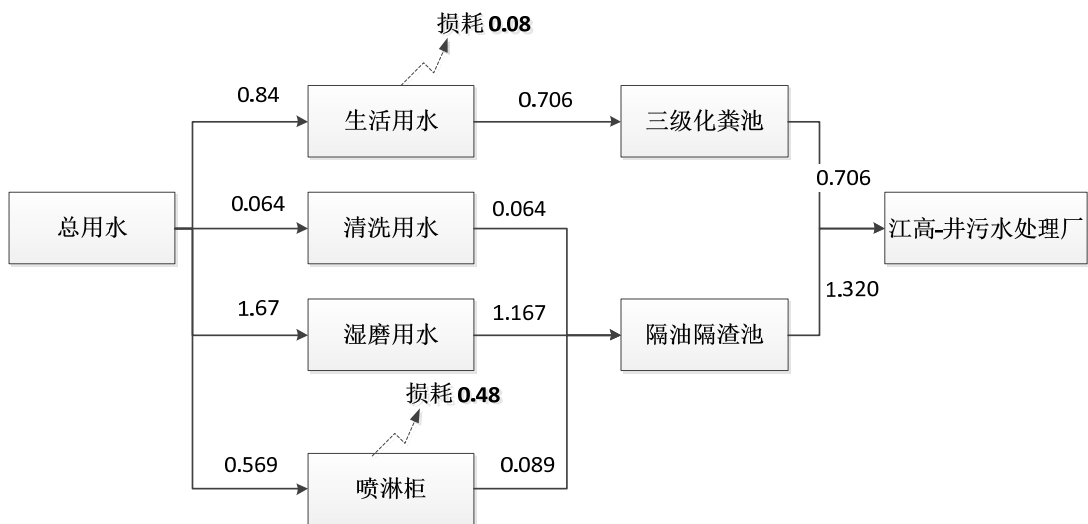 损耗 0.08
0.84
生活用水
0.706
三级化粪池
0.706
总用水
0.064
清洗用水
0.064
江高-井污水处理厂
1.67
湿磨用水
1.167
隔油隔渣池
1.320
损耗 0.48
0.569
喷淋柜
0.089